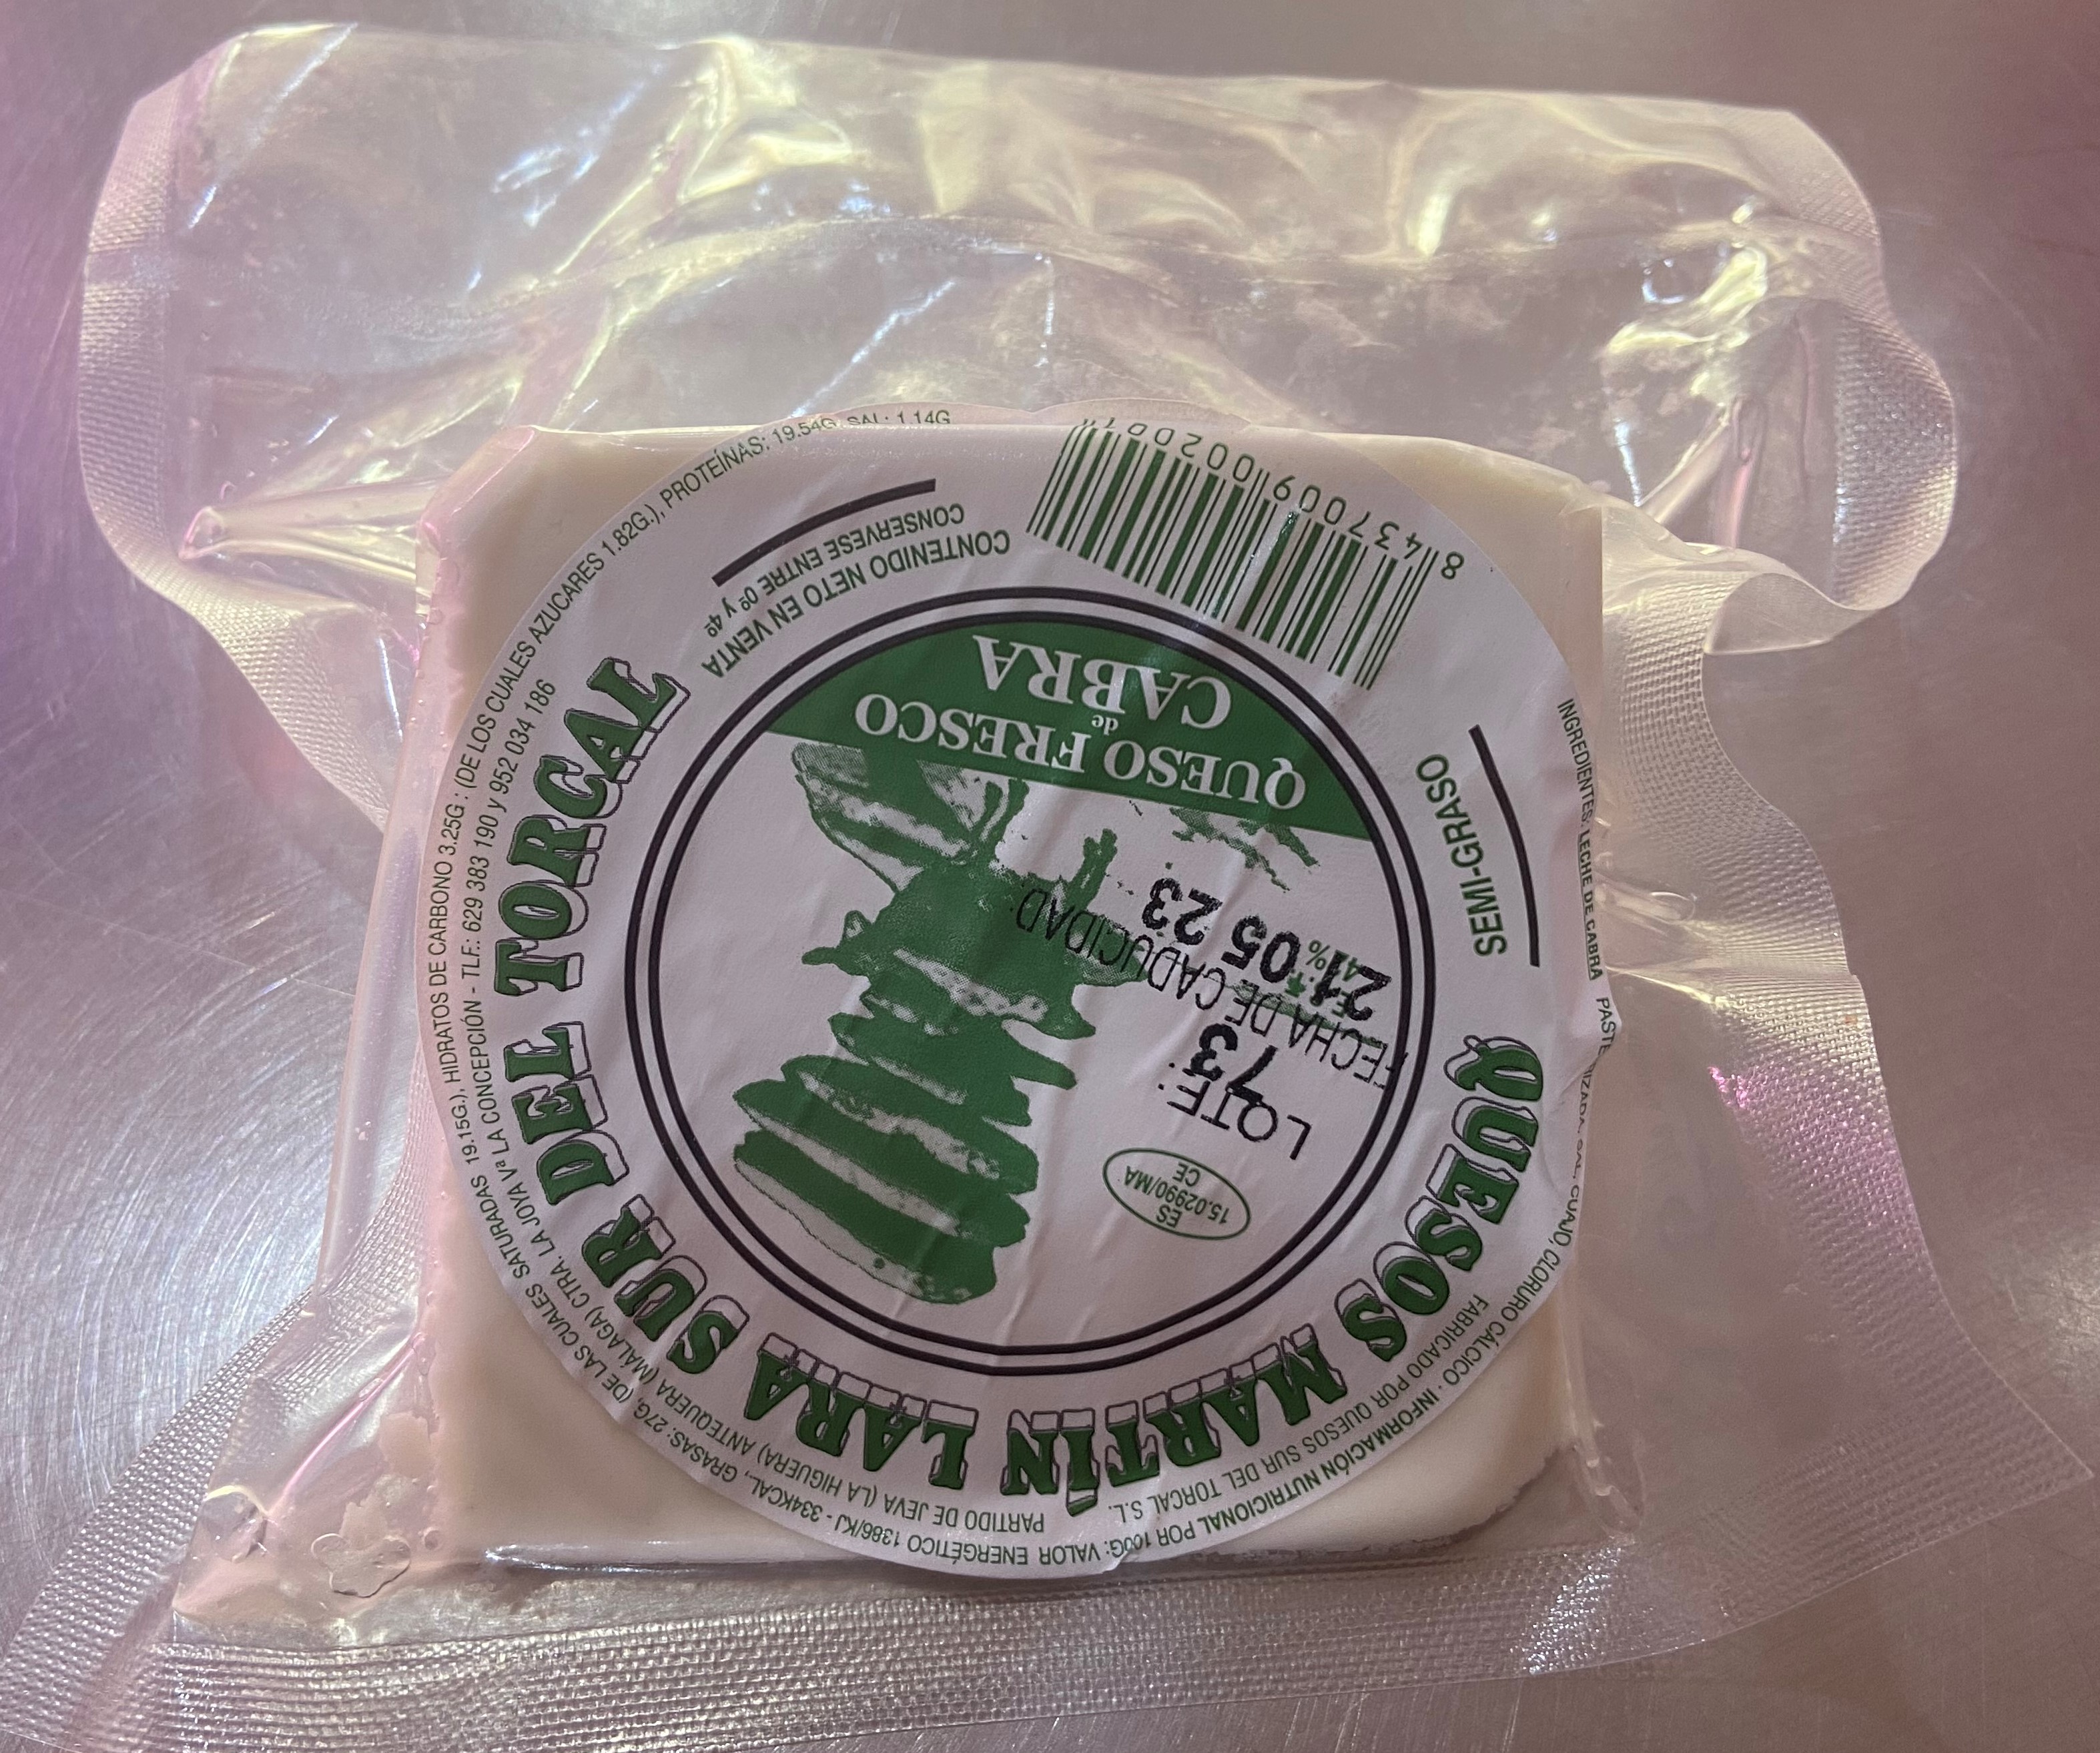 QUESOS MARTÍN LARA SUR DEL TORCAL
QUESO FRESCO
de
CABRA
SEMI-GRASO
LOTE:
73
FECHA DE CADUCIDAD:
21 05 23
ES
15.02990/MA
CE
CONTENIDO NETO EN VENTA
CONSERVESE ENTRE 0º y 4º
8 437009 00200
FABRICADO POR QUESOS SUR DEL TORCAL S.L. PARTIDO DE JEVA (LA HIGUERA) ANTEQUERA (MÁLAGA) CTRA. LA JOYA Vª LA CONCEPCIÓN - TLF.: 629 383 190 y 952 034 186
INGREDIENTES: LECHE DE CABRA SAL, CUAJO, CLORURO CÁLCICO · INFORMACIÓN NUTRICIONAL POR 100G: VALOR ENERGÉTICO 1386/KJ - 334KCAL, GRASAS: 27G, (DE LAS CUALES SATURADAS 19.15G.), HIDRATOS DE CARBONO 3.25G : (DE LOS CUALES AZUCARES 1.82G.), PROTEÍNAS: 19.54G, SAL: 1.14G